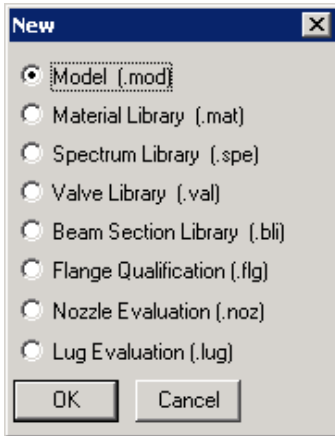 New
Model (.mod)
Material Library (.mat)
Spectrum Library (.spe)
Valve Library (.val)
Beam Section Library (.bli)
Flange Qualification (.flg)
Nozzle Evaluation (.noz)
Lug Evaluation (.lug)
OK Cancel